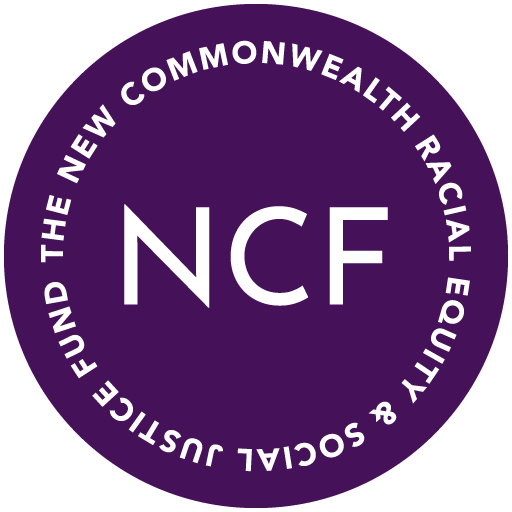 THE NEW COMMONWEALTH RACIAL EQUITY & SOCIAL JUSTICE FUND
NCF